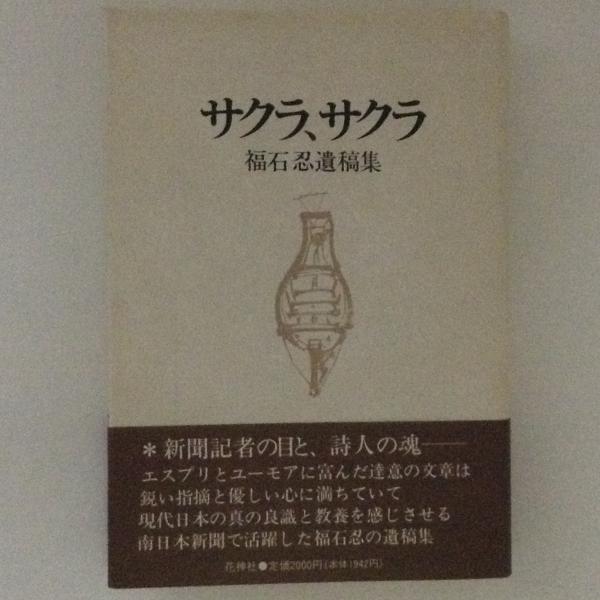 サクラ、サクラ
福石忍遺稿集
＊新聞記者の目と、詩人の魂——
エスプリとユーモアに富んだ達意の文章は
鋭い指摘と優しい心に満ちていて
現代日本の真の良識と教養を感じさせる
南日本新聞で活躍した福石忍の遺稿集
花神社●定価2000円(本体1942円)